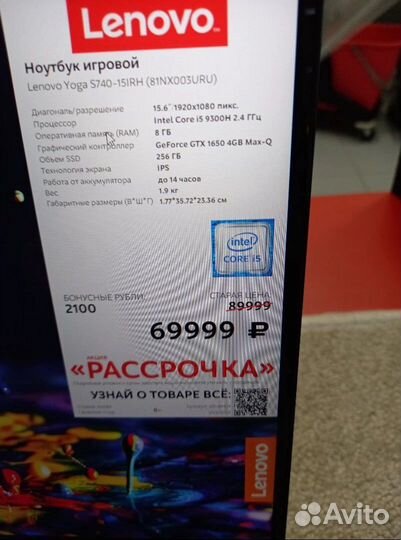 Lenovo
Ноутбук игровой
Lenovo Yoga S740-15IRH (81NX003URU)
Диагональ/разрешение 15.6" 1920x1080 пикс.
Процессор Intel Core i5 9300H 2.4 ГГц
Оперативная память (RAM) 8 ГБ
Графический контроллер GeForce GTX 1650 4GB Max-Q
Объем SSD 256 ГБ
Технология экрана IPS
Работа от аккумулятора до 14 часов
Вес 1.9 кг
Габаритные размеры (В*Ш*Г) 1.77*35.72*23.36 см
intel
CORE i5
БОНУСНЫЕ РУБЛИ СТАРАЯ ЦЕНА
2100 89999
69999 ₽
АКЦИЯ
«РАССРОЧКА»
УЗНАЙ О ТОВАРЕ ВСЁ:
Lenovo
Avito